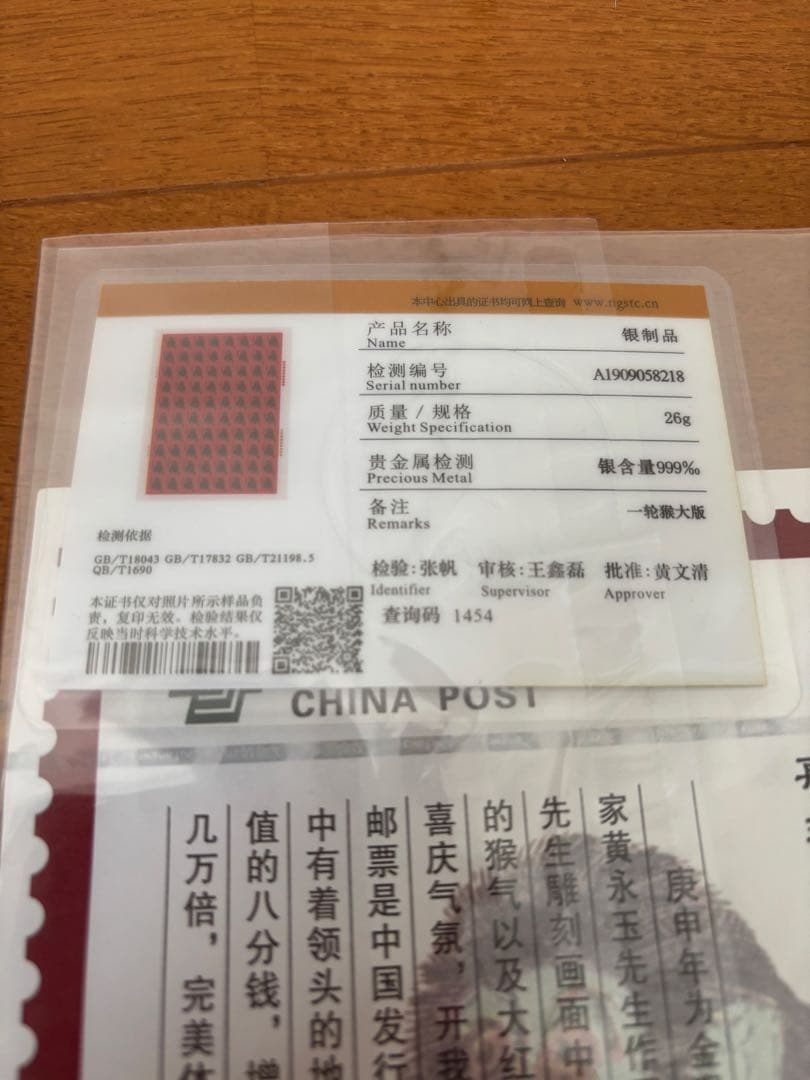 本中心出具的证书均可网上查询 www.ngstc.cn
产品名称 银制品
Name
检测编号 A1909058218
Serial number
质量 / 规格 26g
Weight Specification
贵金属检测 银含量999‰
Precious Metal
备注 一轮猴大版
Remarks
检测依据
GB/T18043 GB/T17832 GB/T21198.5
QB/T1690
检验:张帆 审核:王鑫磊 批准:黄文清
Identifier Supervisor Approver
本证书仅对照片所示样品负
责,复印无效。检验结果仅
反映当时科学技术水平。
查询码 1454
CHINA POST
庚申年为金
家黄永玉先生作
先生雕刻画面中
的猴气以及大红
喜庆气氛,开我
邮票是中国发行
中有着领头的地
值的八分钱,增
几万倍,完美体